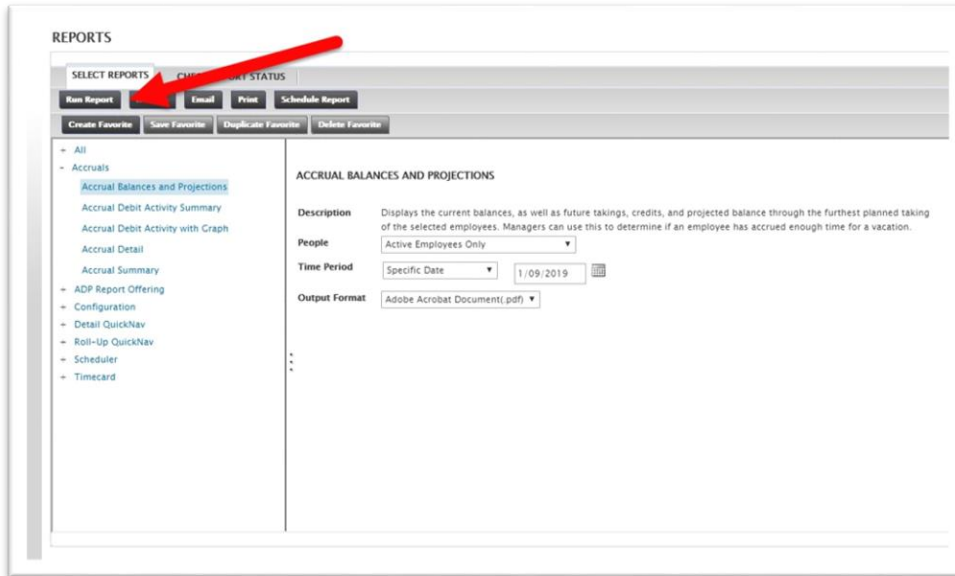 REPORTS
SELECT REPORTS STATUS
Run Report Email Print Schedule Report
Create Favorite Save Favorite Duplicate Favorite Delete Favorite
+ All
- Accruals
Accrual Balances and Projections
Accrual Debit Activity Summary
Accrual Debit Activity with Graph
Accrual Detail
Accrual Summary
+ ADP Report Offering
+ Configuration
+ Detail QuickNav
+ Roll-Up QuickNav
+ Scheduler
+ Timecard
ACCRUAL BALANCES AND PROJECTIONS
Description Displays the current balances, as well as future takings, credits, and projected balance through the furthest planned taking
of the selected employees. Managers can use this to determine if an employee has accrued enough time for a vacation.
People Active Employees Only
Time Period Specific Date 1/09/2019
Output Format Adobe Acrobat Document(.pdf)